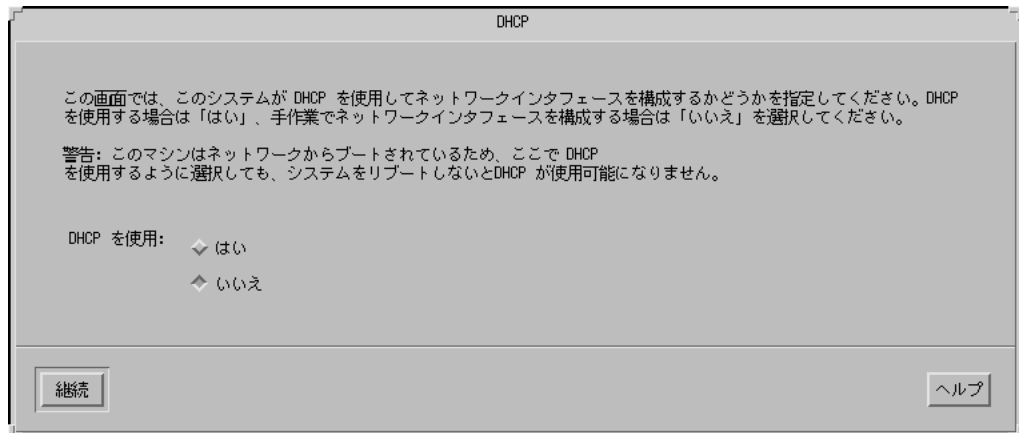 DHCP
この画面では、このシステムが DHCP を使用してネットワークインタフェースを構成するかどうかを指定してください。DHCP
を使用する場合は「はい」、手作業でネットワークインタフェースを構成する場合は「いいえ」を選択してください。
警告: このマシンはネットワークからブートされているため、ここで DHCP
を使用するように選択しても、システムをリブートしないとDHCP が使用可能になりません。
DHCP を使用:
はい
いいえ
継続
ヘルプ